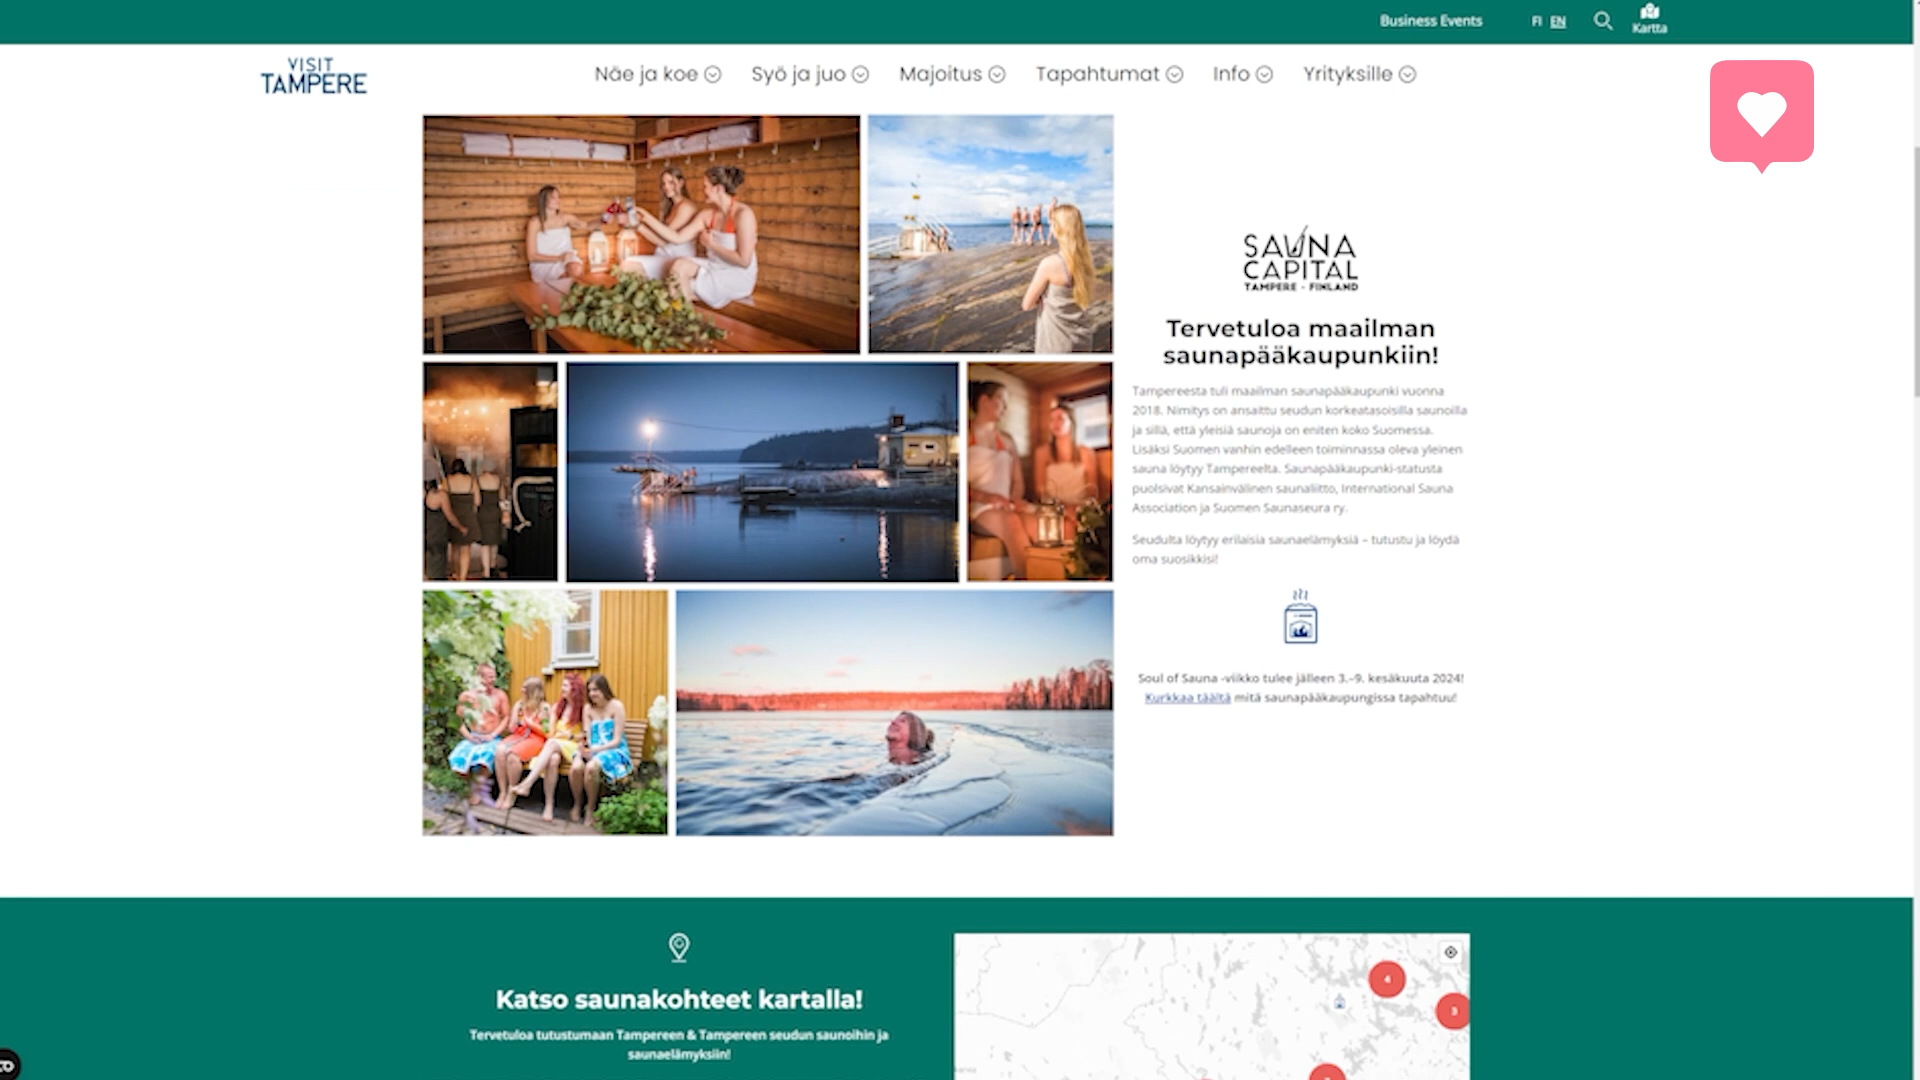 Business Events
FI EN
Kartta
VISIT
TAMPERE
Näe ja koe
Syö ja juo
Majoitus
Tapahtumat
Info
Yrityksille
SAUNA
CAPITAL
TAMPERE - FINLAND
Tervetuloa maailman
saunapääkaupunkiin!
Tampereesta tuli maailman saunapääkaupunki vuonna
2018. Nimitys on ansaittu seudun korkeatasoisilla saunoilla
ja sillä, että yleisiä saunoja on eniten koko Suomessa.
Lisäksi Suomen vanhin edelleen toiminnassa oleva yleinen
sauna löytyy Tampereelta. Saunapääkaupunki-statusta
puolsivat Kansainvälinen saunaliitto, International Sauna
Association ja Suomen Saunaseura ry.
Seudulta löytyy erilaisia saunaelämyksiä – tutustu ja löydä
oma suosikkisi!
Soul of Sauna -viikko tulee jälleen 3.–9. kesäkuuta 2024!
Kurkkaa täältä mitä saunapääkaupungissa tapahtuu!
Katso saunakohteet kartalla!
Tervetuloa tutustumaan Tampereen & Tampereen seudun saunoihin ja
saunaelämyksiin!
4
3